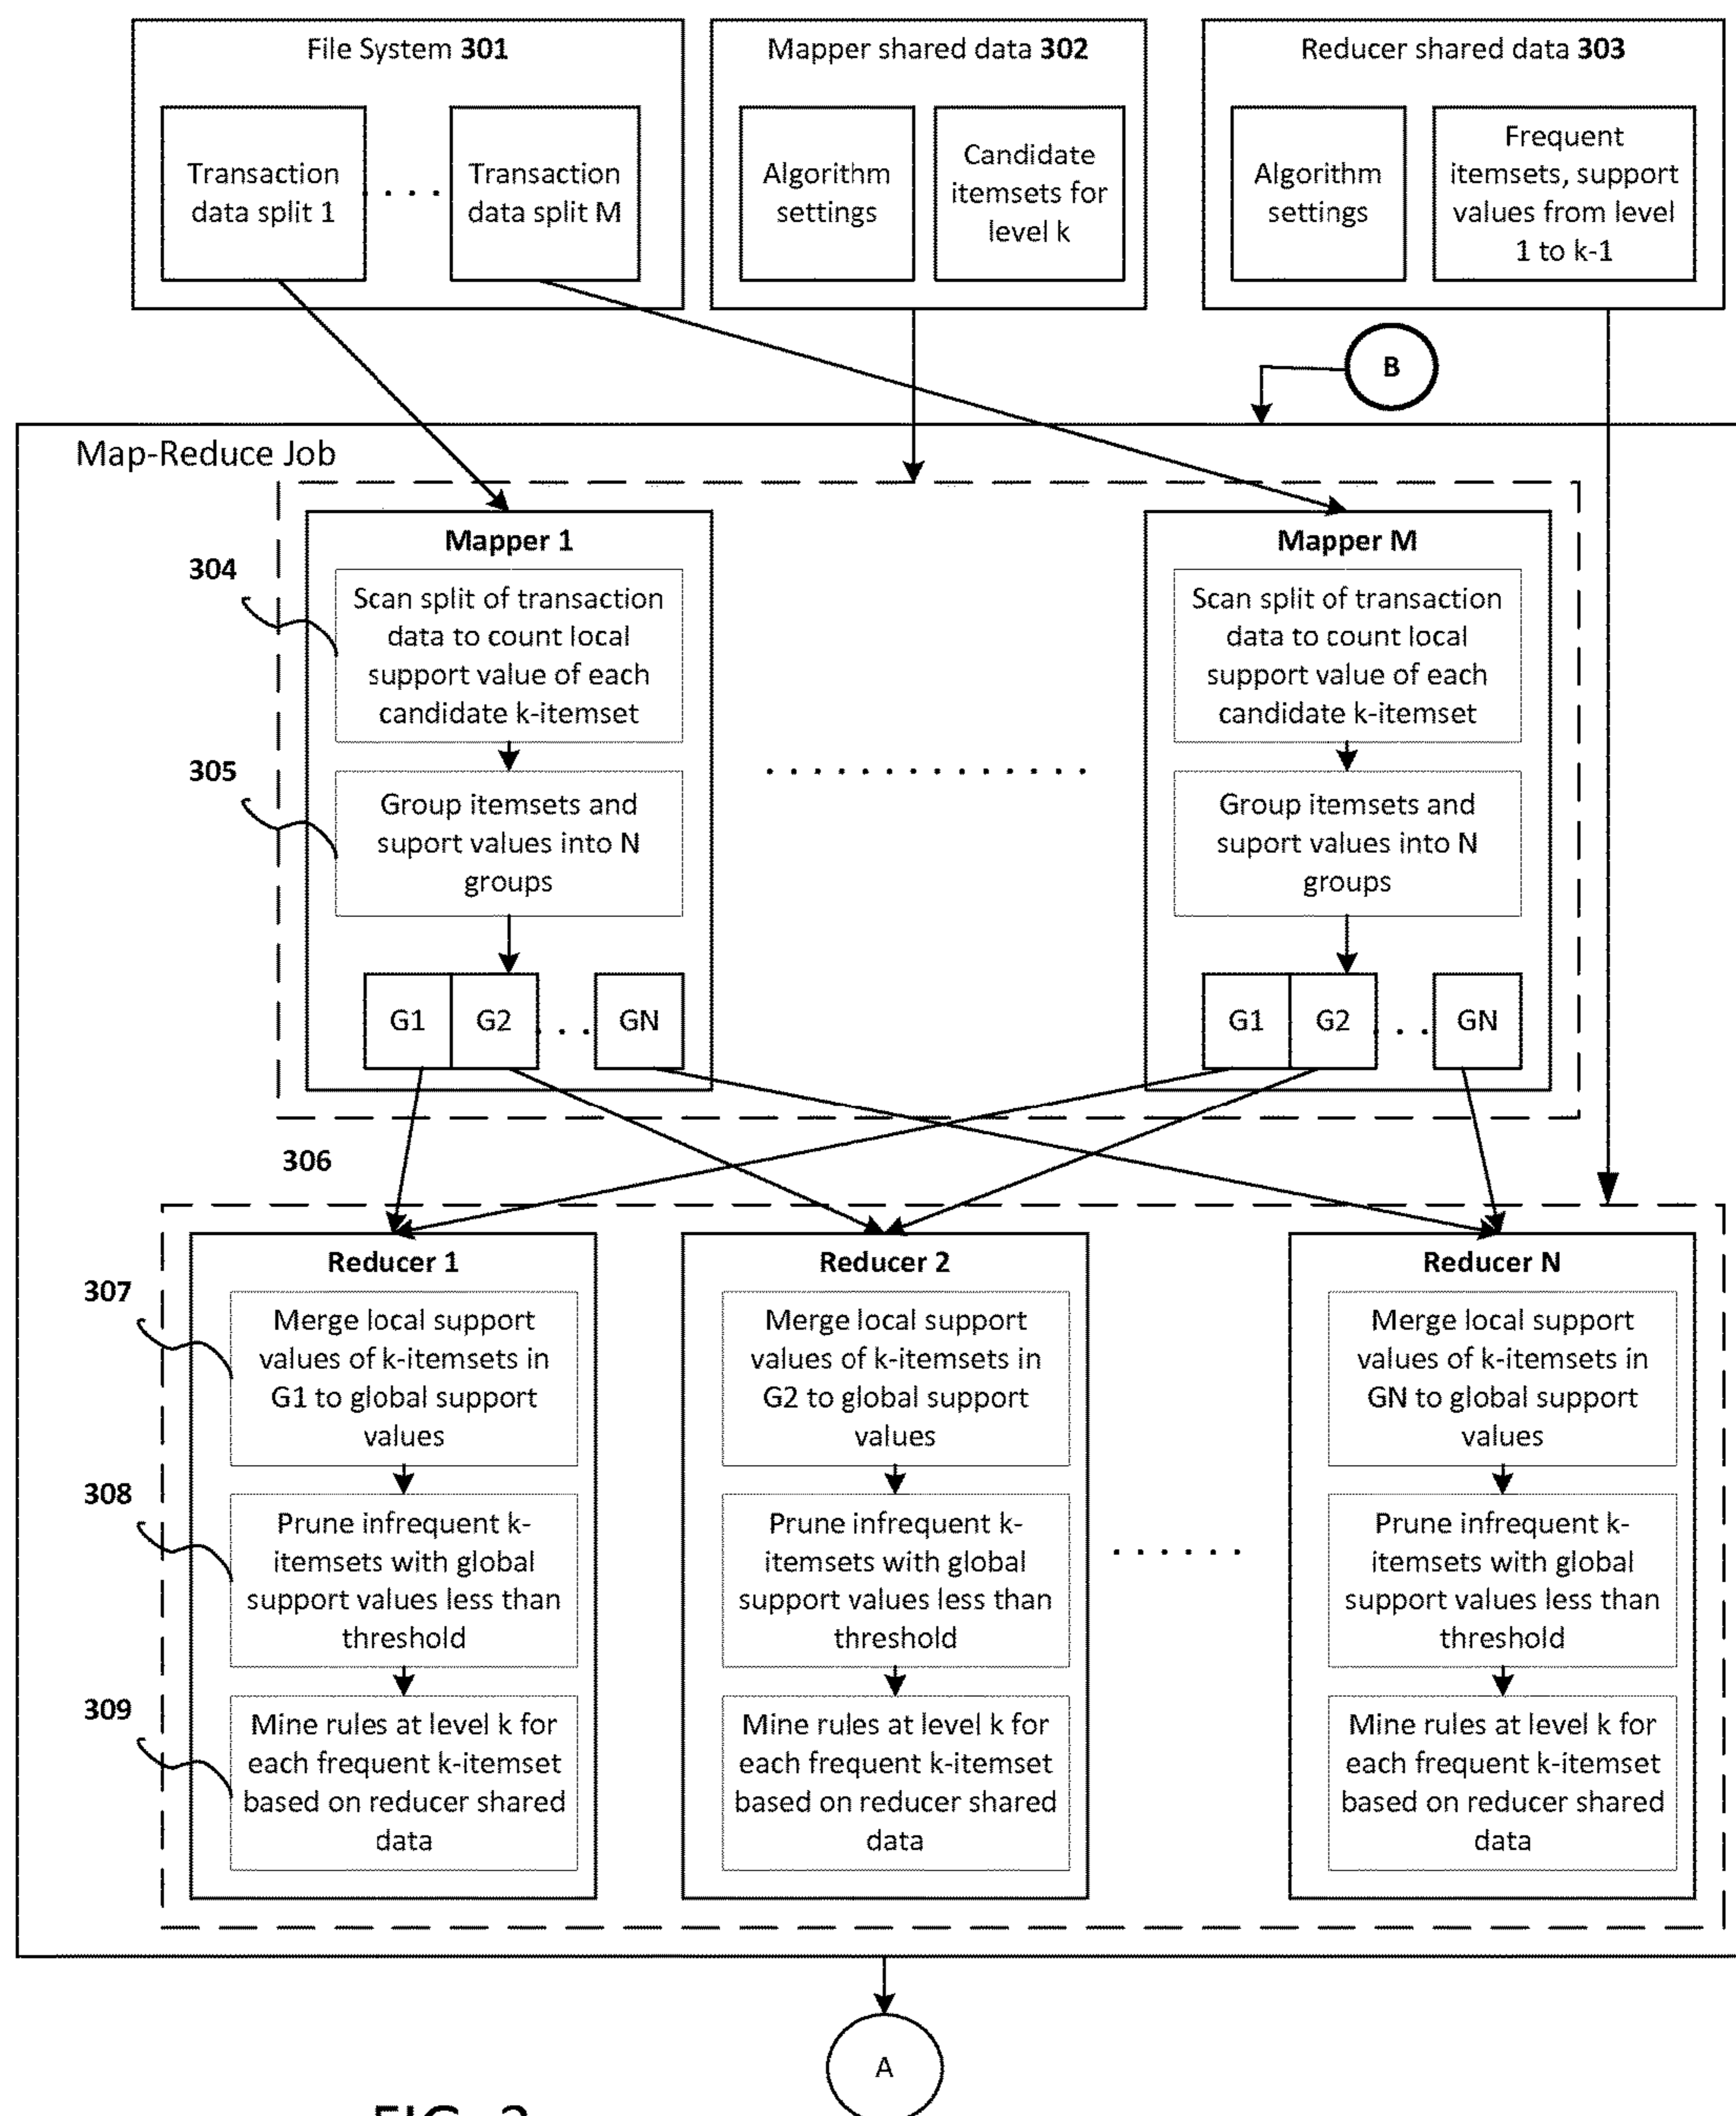 File System 301
Transaction
data split 1
. . . .
Transaction
data split M
Mapper shared data 302
Algorithm
settings
Candidate
itemsets for
level k
Reducer shared data 303
Algorithm
settings
Frequent
itemsets, support
values from level
1 to k-1
B
Map-Reduce Job
304
305
Mapper 1
Scan split of transaction
data to count local
support value of each
candidate k-itemset
Group itemsets and
suport values into N
groups
G1
G2
. . .
GN
. . . . . . . . . . . . . .
Mapper M
Scan split of transaction
data to count local
support value of each
candidate k-itemset
Group itemsets and
suport values into N
groups
G1
G2
. . .
GN
306
307
308
309
Reducer 1
Merge local support
values of k-itemsets in
G1 to global support
values
Prune infrequent k-
itemsets with global
support values less than
threshold
Mine rules at level k for
each frequent k-itemset
based on reducer shared
data
Reducer 2
Merge local support
values of k-itemsets in
G2 to global support
values
Prune infrequent k-
itemsets with global
support values less than
threshold
Mine rules at level k for
each frequent k-itemset
based on reducer shared
data
. . . . . .
Reducer N
Merge local support
values of k-itemsets in
GN to global support
values
Prune infrequent k-
itemsets with global
support values less than
threshold
Mine rules at level k for
each frequent k-itemset
based on reducer shared
data
A
FIG.